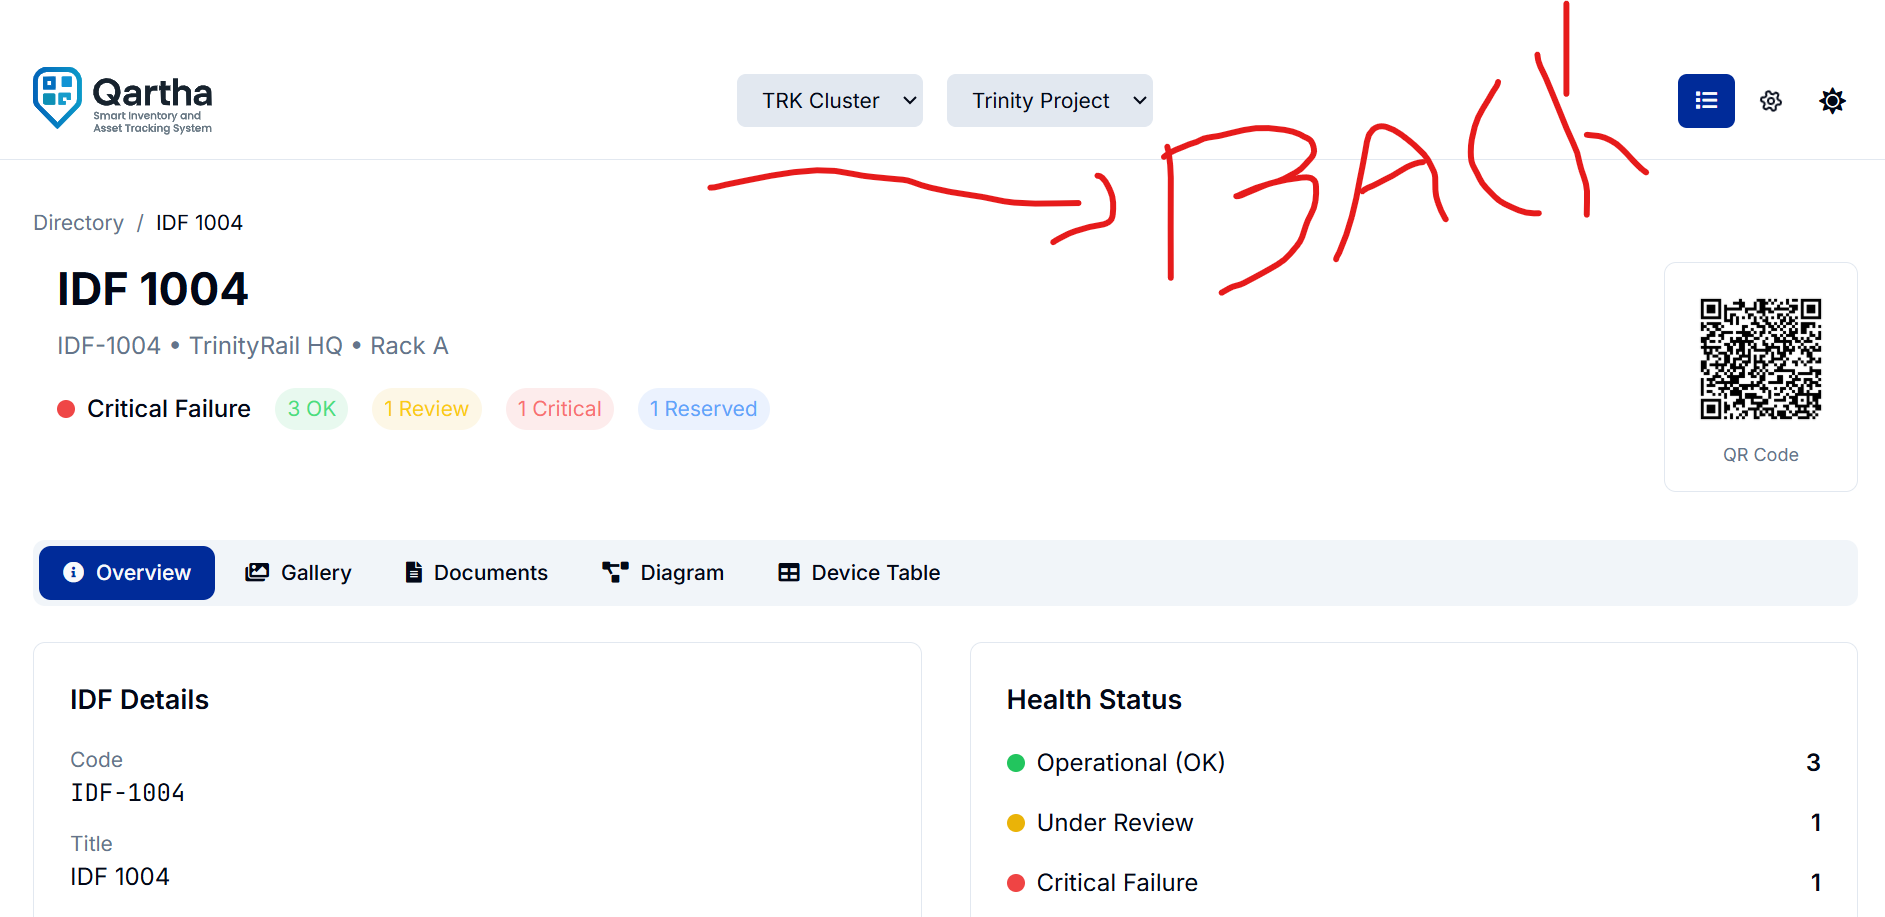 Qartha
Smart Inventory and
Asset Tracking System
TRK Cluster
Trinity Project
BACK
Directory / IDF 1004
IDF 1004
IDF-1004 • TrinityRail HQ • Rack A
Critical Failure
3 OK
1 Review
1 Critical
1 Reserved
QR Code
Overview
Gallery
Documents
Diagram
Device Table
IDF Details
Code
IDF-1004
Title
IDF 1004
Health Status
Operational (OK) 3
Under Review 1
Critical Failure 1